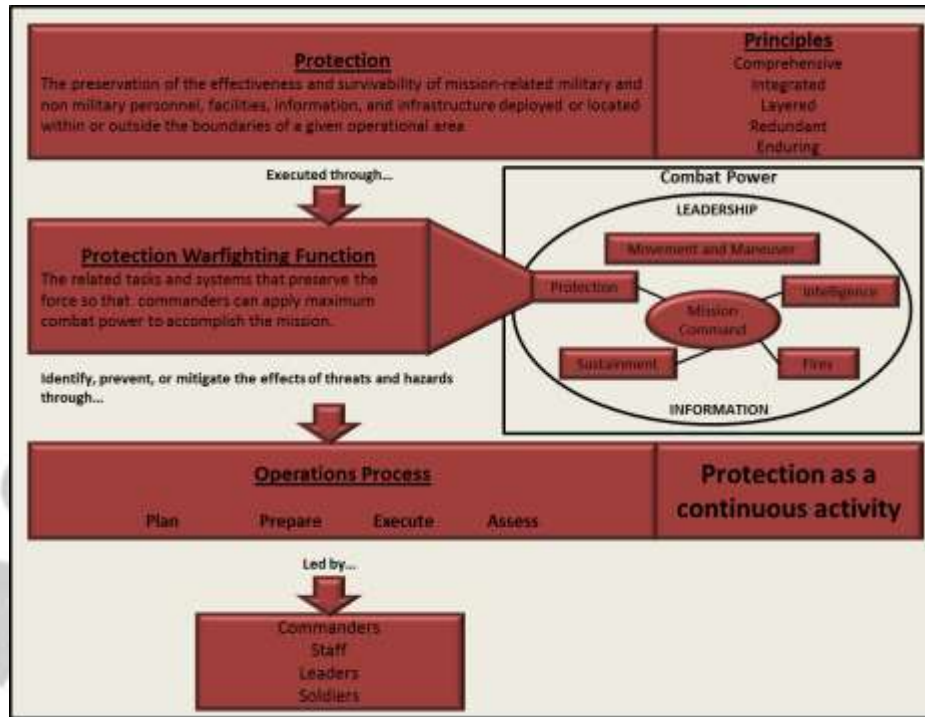 Protection
The preservation of the effectiveness and survivability of mission-related military and
non military personnel, facilities, information, and infrastructure deployed or located
within or outside the boundaries of a given operational area
Principles
Comprehensive
Integrated
Layered
Redundant
Enduring
Executed through...
Protection Warfighting Function
The related tasks and systems that preserve the
force so that commanders can apply maximum
combat power to accomplish the mission.
Combat Power
LEADERSHIP
Movement and Maneuver
Protection
Intelligence
Mission
Command
Sustainment
Fires
INFORMATION
Identify, prevent, or mitigate the effects of threats and hazards
through...
Operations Process
Plan Prepare Execute Assess
Protection as a
continuous activity
Led by...
Commanders
Staff
Leaders
Soldiers